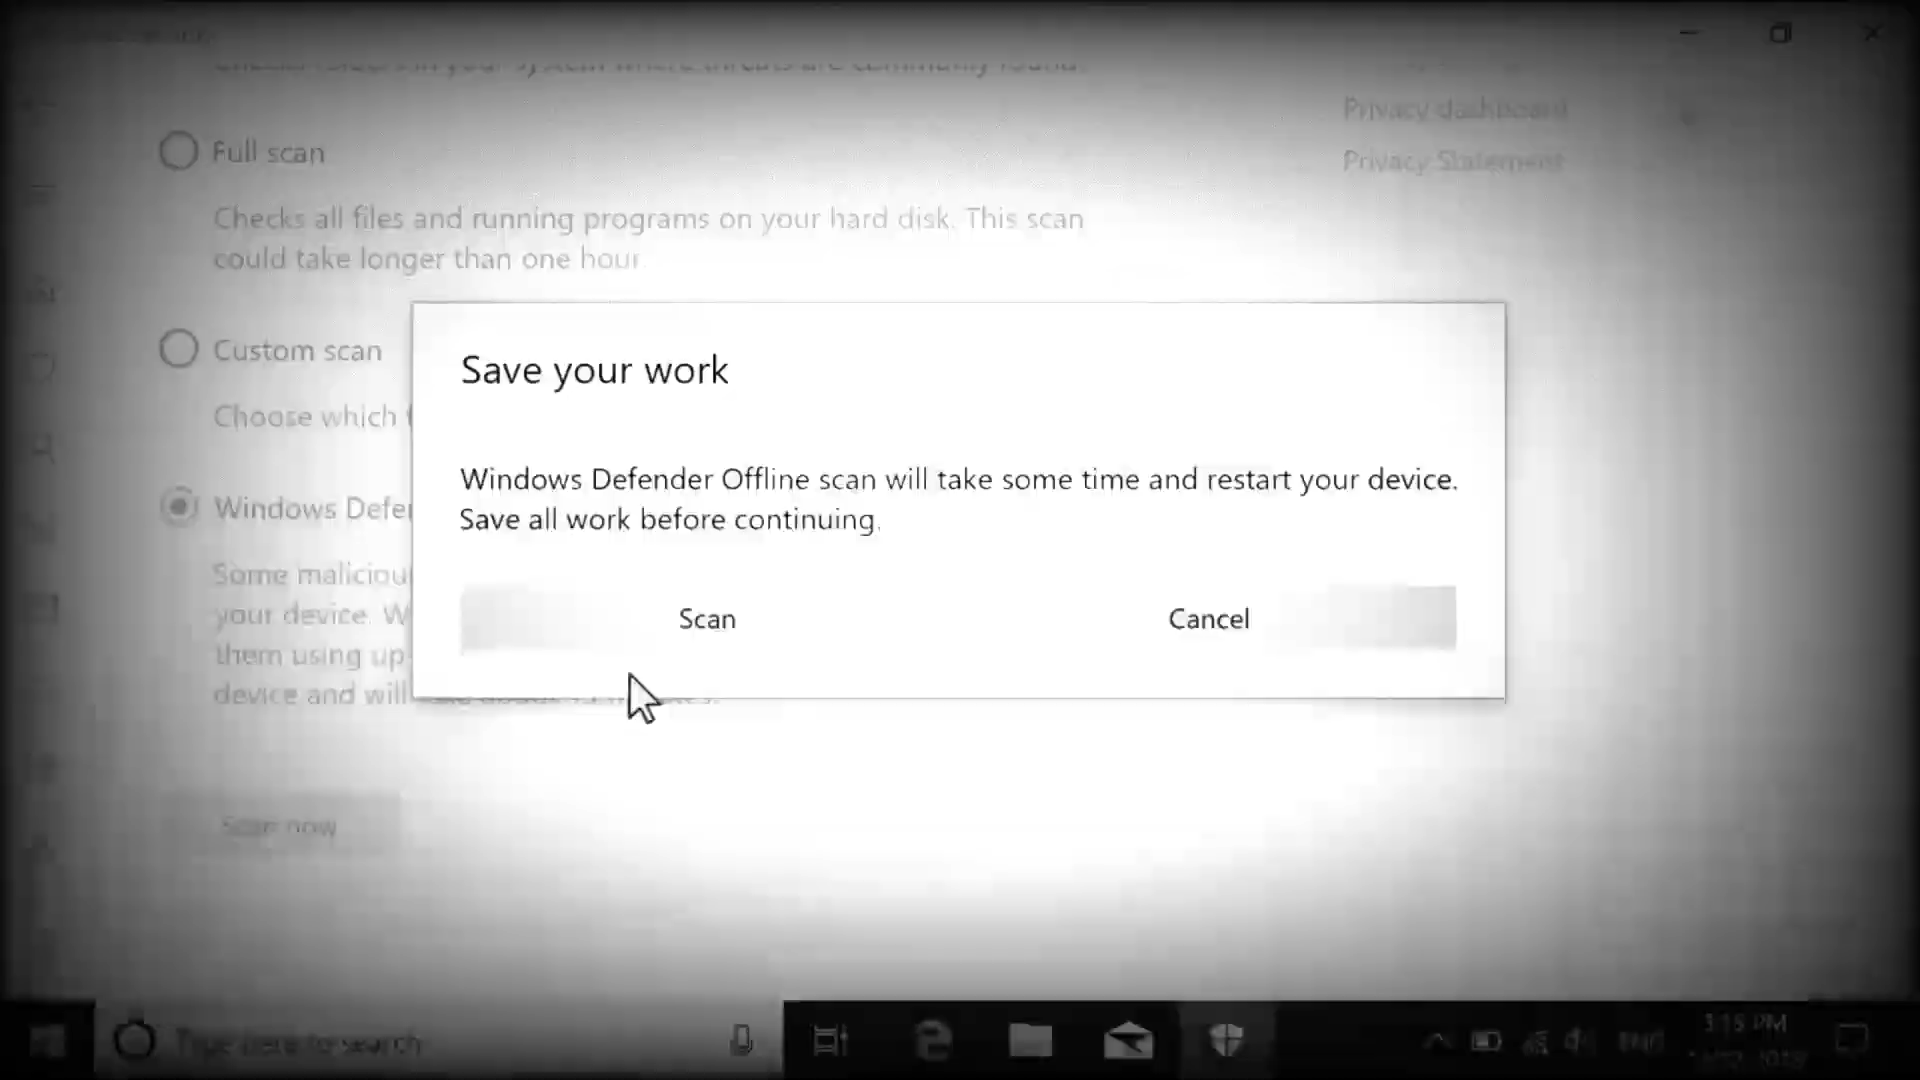 Full scan
Checks all files and running programs on your hard disk. This scan
could take longer than one hour
Custom scan
Choose which
Windows Defen
Some maliciou
your device. W
them using up
device and will
Scan now
Privacy dashboard
Privacy Statement
Save your work
Windows Defender Offline scan will take some time and restart your device.
Save all work before continuing.
Scan
Cancel
Type here to search
ENG
3:15 PM